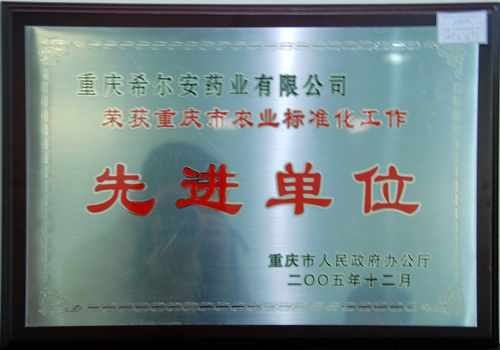 重庆希尔安药业有限公司
荣获重庆市农业标准化工作
先进单位
重庆市人民政府办公厅
二〇〇五年十二月